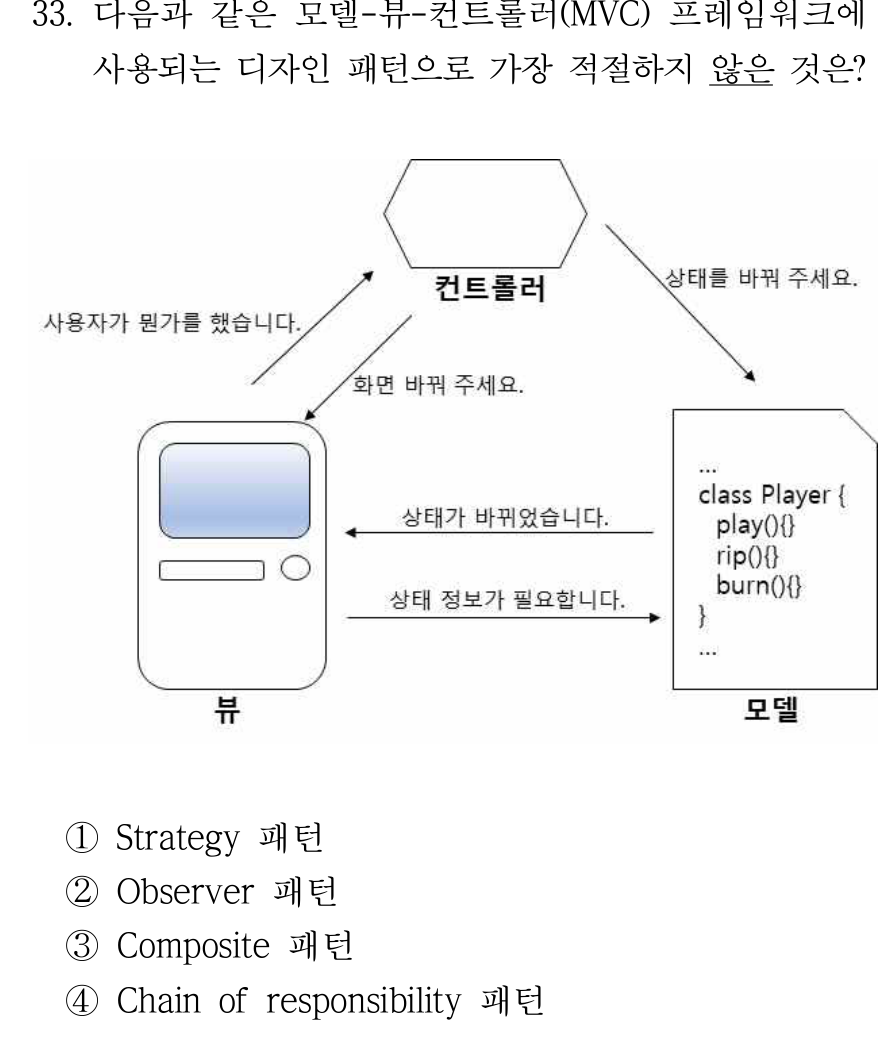 33. 다음과 같은 모델-뷰-컨트롤러(MVC) 프레임워크에
사용되는 디자인 패턴으로 가장 적절하지 않은 것은?
컨트롤러
상태를 바꿔 주세요.
사용자가 뭔가를 했습니다.
화면 바꿔 주세요.
...
class Player {
play(){}
rip(){}
burn(){}
}
...
상태가 바뀌었습니다.
상태 정보가 필요합니다.
뷰
모델
① Strategy 패턴
② Observer 패턴
③ Composite 패턴
④ Chain of responsibility 패턴